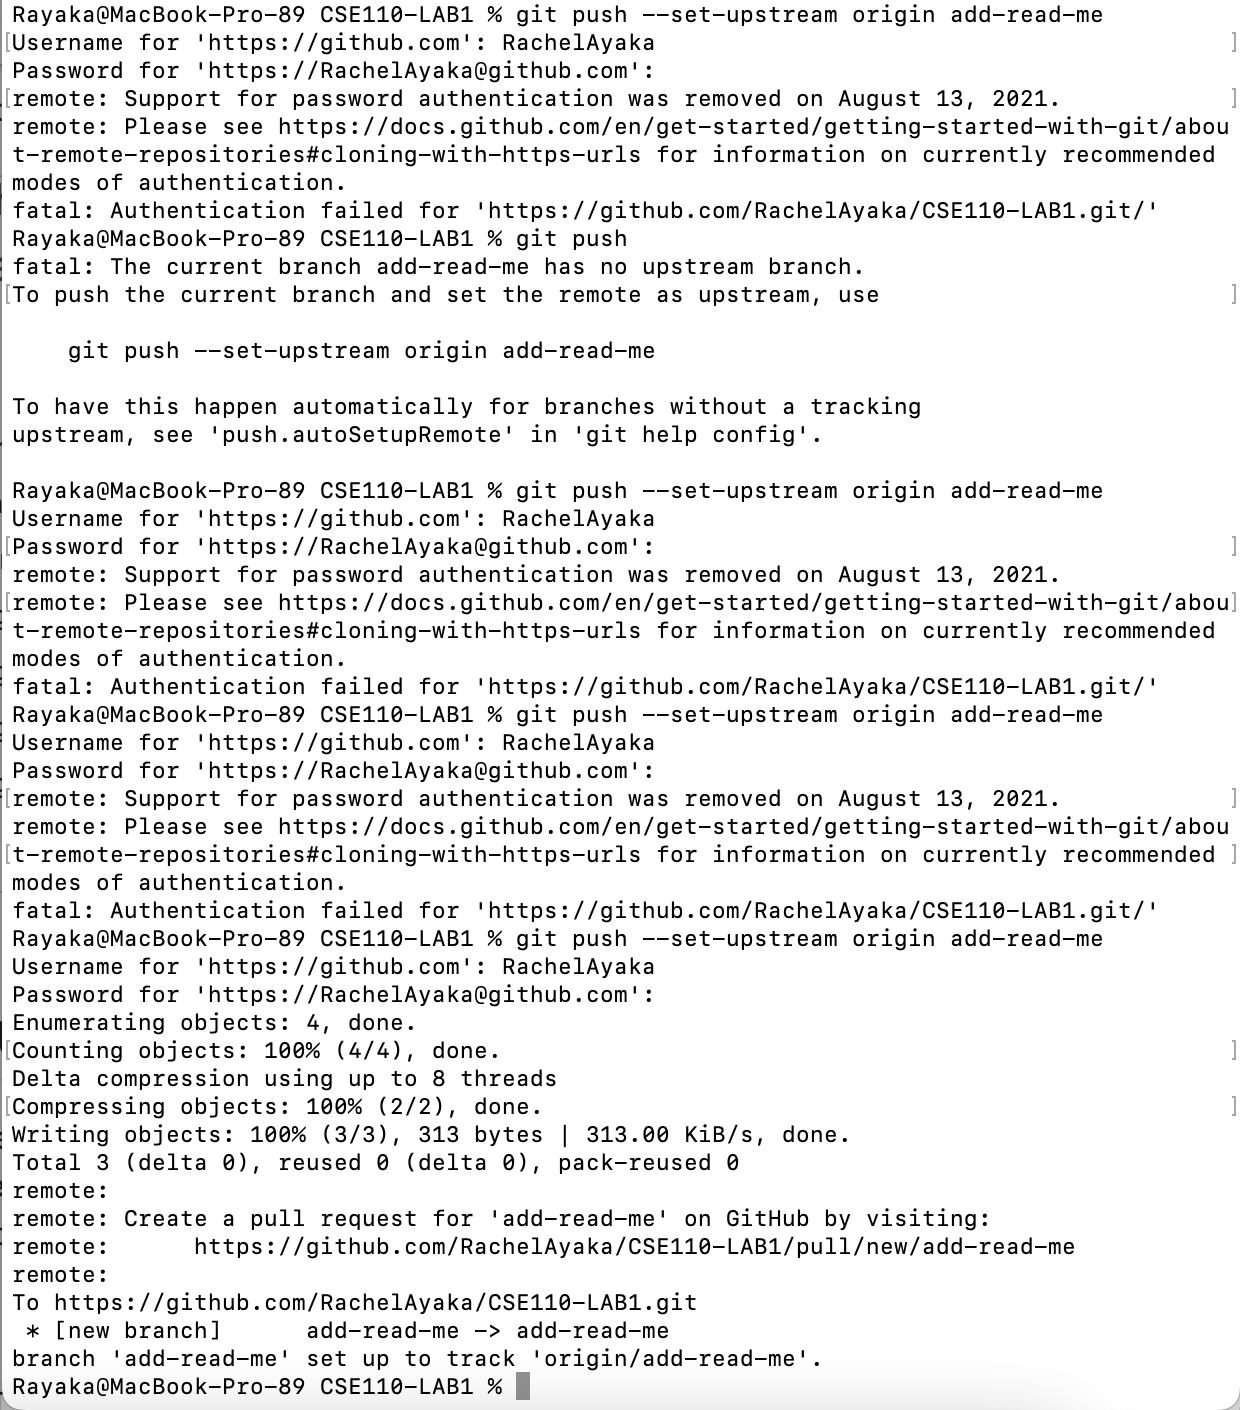 Rayaka@MacBook-Pro-89 CSE110-LAB1 % git push --set-upstream origin add-read-me
[Username for 'https://github.com': RachelAyaka ]
Password for 'https://RachelAyaka@github.com':
[remote: Support for password authentication was removed on August 13, 2021. ]
remote: Please see https://docs.github.com/en/get-started/getting-started-with-git/abou
t-remote-repositories#cloning-with-https-urls for information on currently recommended
modes of authentication.
fatal: Authentication failed for 'https://github.com/RachelAyaka/CSE110-LAB1.git/'
Rayaka@MacBook-Pro-89 CSE110-LAB1 % git push
fatal: The current branch add-read-me has no upstream branch.
[To push the current branch and set the remote as upstream, use ]

    git push --set-upstream origin add-read-me

To have this happen automatically for branches without a tracking
upstream, see 'push.autoSetupRemote' in 'git help config'.

Rayaka@MacBook-Pro-89 CSE110-LAB1 % git push --set-upstream origin add-read-me
Username for 'https://github.com': RachelAyaka
[Password for 'https://RachelAyaka@github.com': ]
remote: Support for password authentication was removed on August 13, 2021.
[remote: Please see https://docs.github.com/en/get-started/getting-started-with-git/abou]
t-remote-repositories#cloning-with-https-urls for information on currently recommended
modes of authentication.
fatal: Authentication failed for 'https://github.com/RachelAyaka/CSE110-LAB1.git/'
Rayaka@MacBook-Pro-89 CSE110-LAB1 % git push --set-upstream origin add-read-me
Username for 'https://github.com': RachelAyaka
Password for 'https://RachelAyaka@github.com':
[remote: Support for password authentication was removed on August 13, 2021. ]
remote: Please see https://docs.github.com/en/get-started/getting-started-with-git/abou
[t-remote-repositories#cloning-with-https-urls for information on currently recommended ]
modes of authentication.
fatal: Authentication failed for 'https://github.com/RachelAyaka/CSE110-LAB1.git/'
Rayaka@MacBook-Pro-89 CSE110-LAB1 % git push --set-upstream origin add-read-me
Username for 'https://github.com': RachelAyaka
Password for 'https://RachelAyaka@github.com':
Enumerating objects: 4, done.
[Counting objects: 100% (4/4), done. ]
Delta compression using up to 8 threads
[Compressing objects: 100% (2/2), done. ]
Writing objects: 100% (3/3), 313 bytes | 313.00 KiB/s, done.
Total 3 (delta 0), reused 0 (delta 0), pack-reused 0
remote:
remote: Create a pull request for 'add-read-me' on GitHub by visiting:
remote:      https://github.com/RachelAyaka/CSE110-LAB1/pull/new/add-read-me
remote:
To https://github.com/RachelAyaka/CSE110-LAB1.git
 * [new branch]      add-read-me -> add-read-me
branch 'add-read-me' set up to track 'origin/add-read-me'.
Rayaka@MacBook-Pro-89 CSE110-LAB1 %